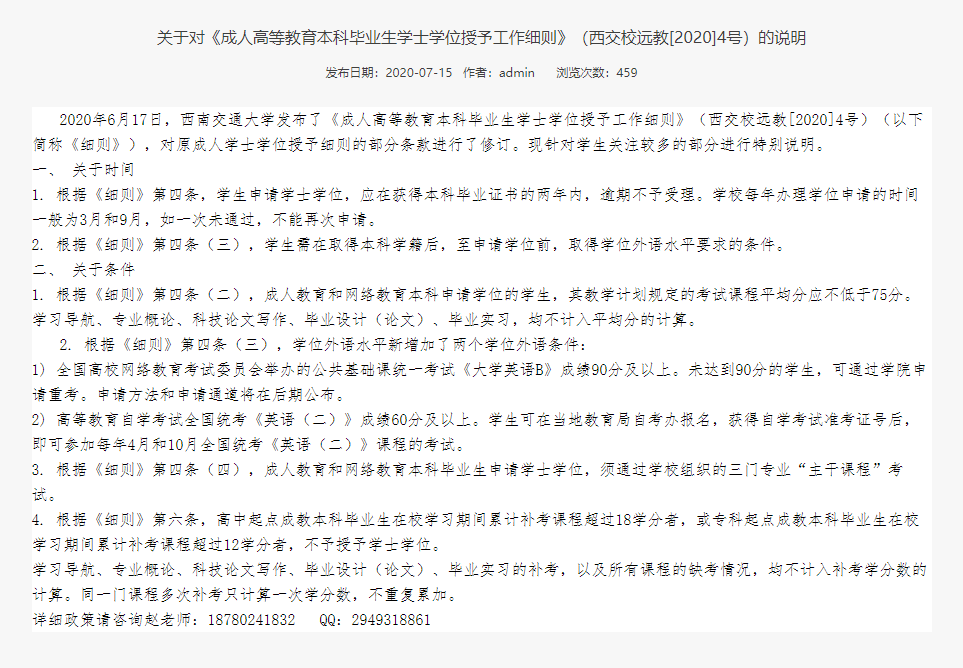 关于对《成人高等教育本科毕业生学士学位授予工作细则》（西交校远教[2020]4号）的说明
发布日期：2020-07-15 作者：admin 浏览次数：459
2020年6月17日，西南交通大学发布了《成人高等教育本科毕业生学士学位授予工作细则》（西交校远教[2020]4号）（以下
简称《细则》），对原成人学士学位授予细则的部分条款进行了修订。现针对学生关注较多的部分进行特别说明。
一、 关于时间
1. 根据《细则》第四条，学生申请学士学位，应在获得本科毕业证书的两年内，逾期不予受理。学校每年办理学位申请的时间
一般为3月和9月，如一次未通过，不能再次申请。
2. 根据《细则》第四条（三），学生需在取得本科学籍后，至申请学位前，取得学位外语水平要求的条件。
二、 关于条件
1. 根据《细则》第四条（二），成人教育和网络教育本科申请学位的学生，其教学计划规定的考试课程平均分应不低于75分。
学习导航、专业概论、科技论文写作、毕业设计（论文）、毕业实习，均不计入平均分的计算。
2. 根据《细则》第四条（三），学位外语水平新增加了两个学位外语条件：
1) 全国高校网络教育考试委员会举办的公共基础课统一考试《大学英语B》成绩90分及以上。未达到90分的学生，可通过学院申
请重考。申请方法和申请通道将在后期公布。
2) 高等教育自学考试全国统考《英语（二）》成绩60分及以上。学生可在当地教育局自考办报名，获得自学考试准考证号后，
即可参加每年4月和10月全国统考《英语（二）》课程的考试。
3. 根据《细则》第四条（四），成人教育和网络教育本科毕业生申请学士学位，须通过学校组织的三门专业“主干课程”考
试。
4. 根据《细则》第六条，高中起点成教本科毕业生在校学习期间累计补考课程超过18学分者，或专科起点成教本科毕业生在校
学习期间累计补考课程超过12学分者，不予授予学士学位。
学习导航、专业概论、科技论文写作、毕业设计（论文）、毕业实习的补考，以及所有课程的缺考情况，均不计入补考学分数的
计算。同一门课程多次补考只计算一次学分数，不重复累加。
详细政策请咨询赵老师：18780241832 QQ：2949318861